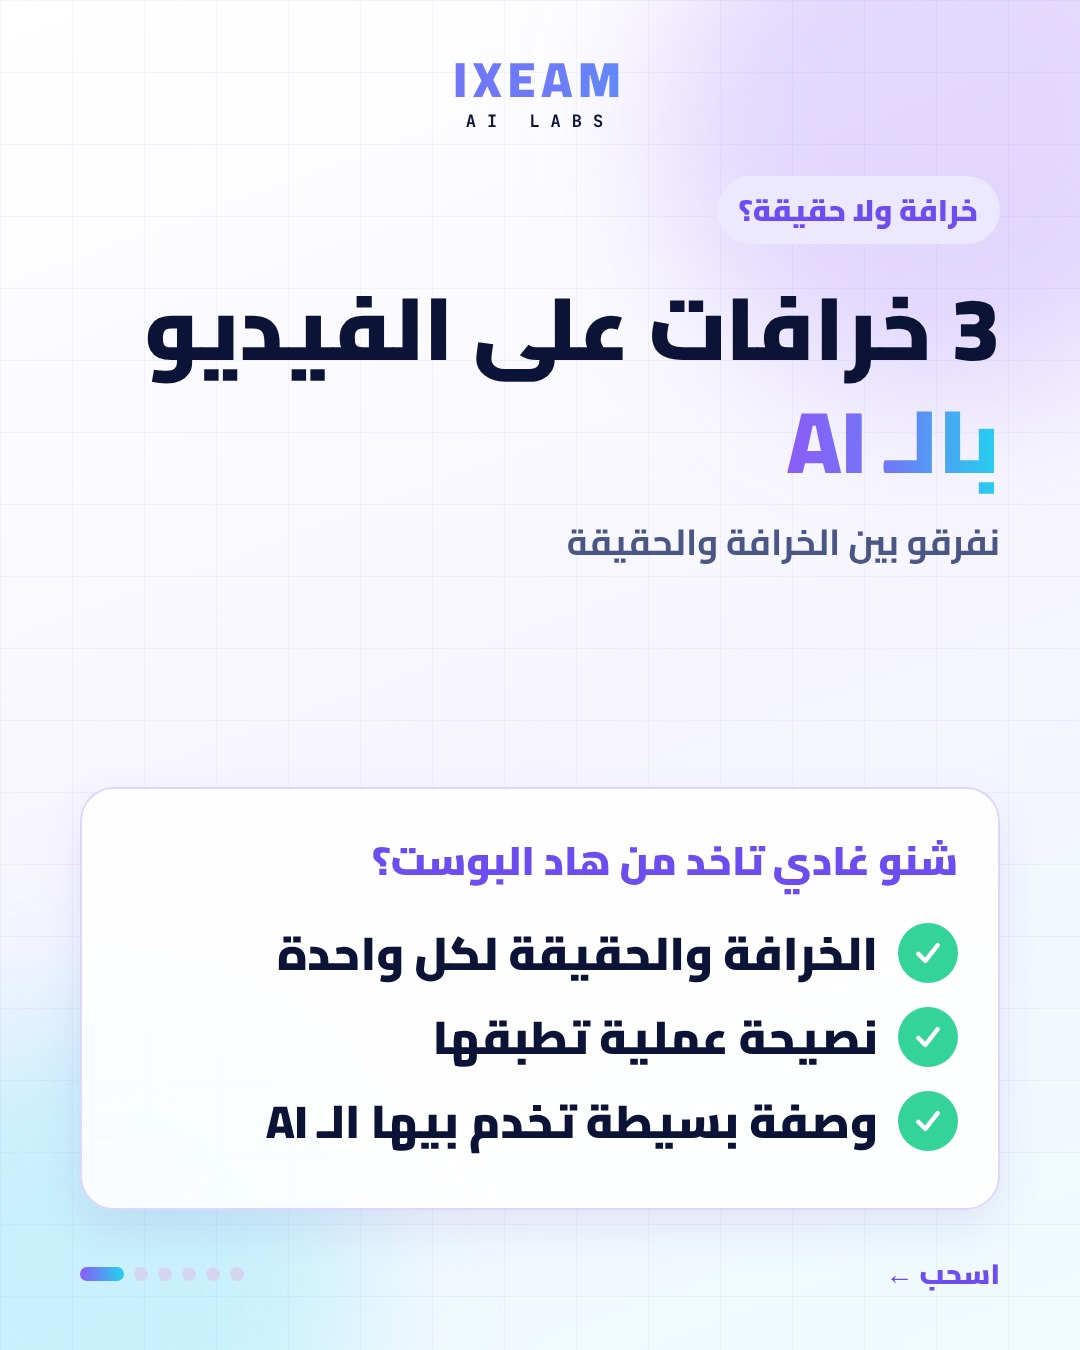 IXEAM
AI LABS
خرافة ولا حقيقة؟
3 خرافات على الفيديو
بالـ AI
نفرقو بين الخرافة والحقيقة
شنو غادي تاخد من هاد البوست؟
الخرافة والحقيقة لكل واحدة
نصيحة عملية تطبقها
وصفة بسيطة تخدم بيها الـ AI
اسحب ←